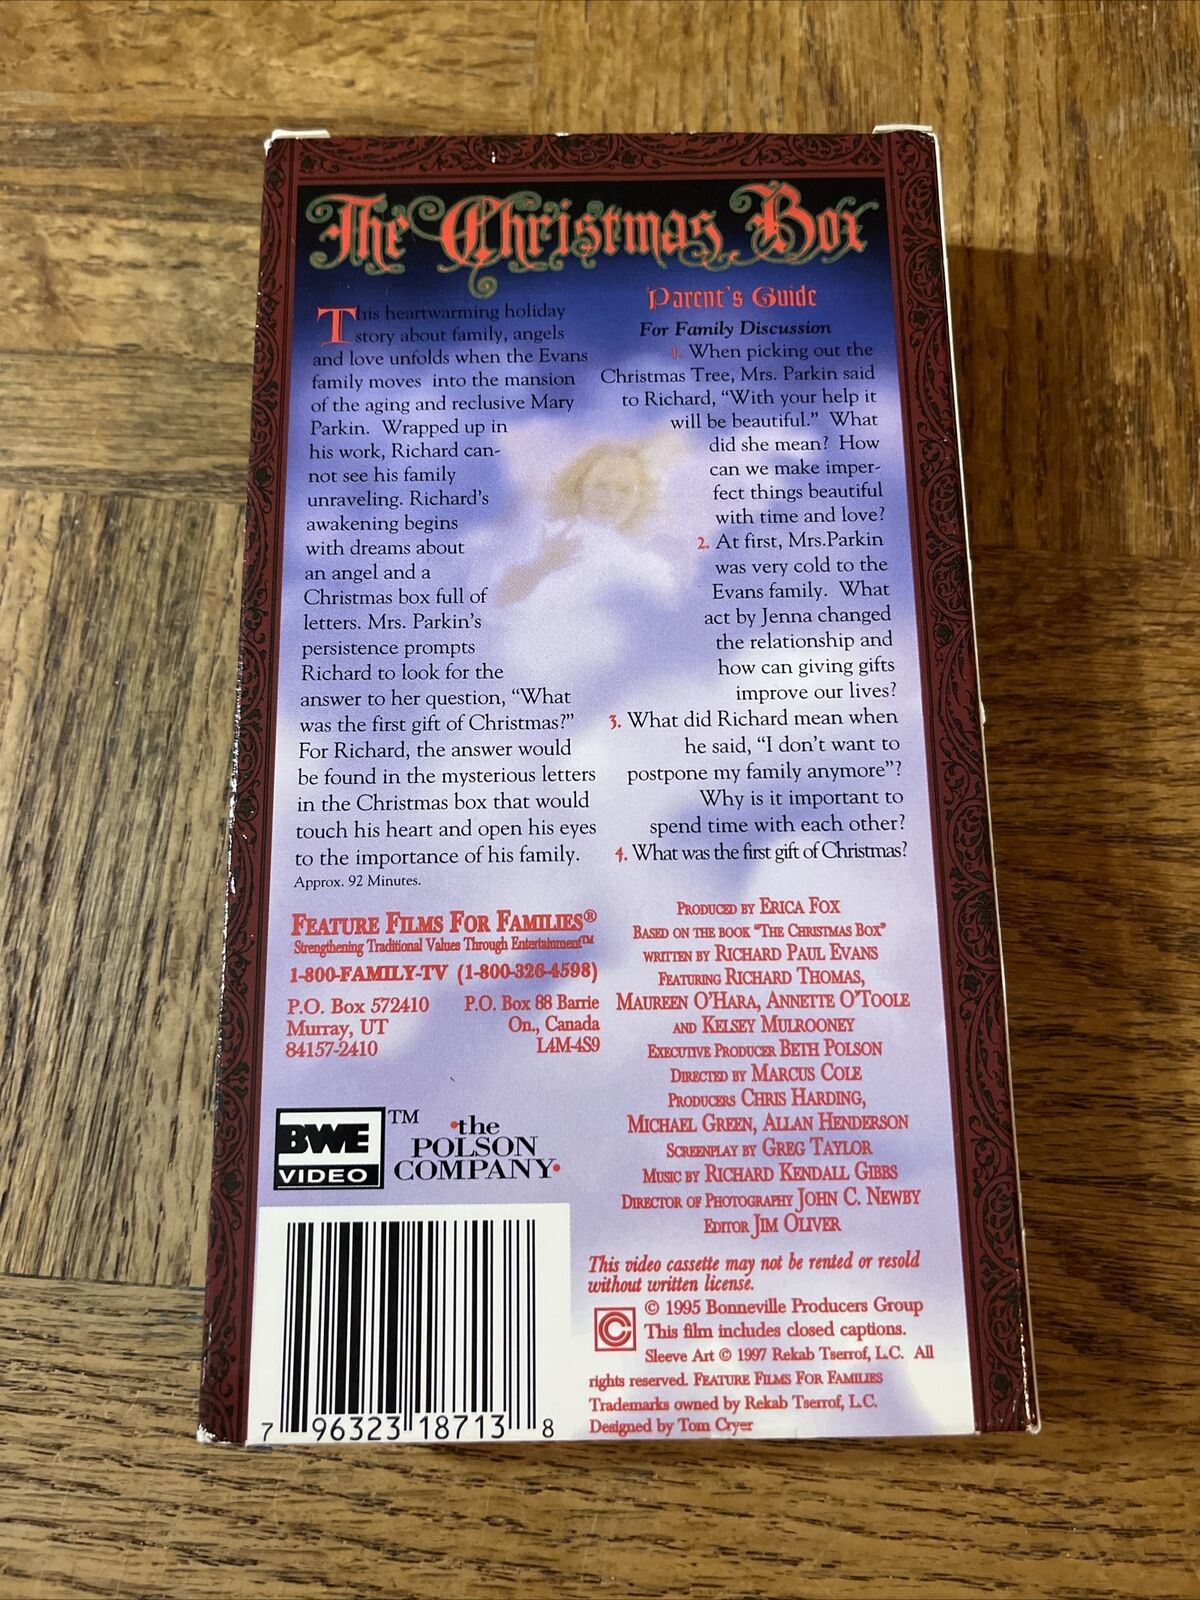 The Christmas Box
This heartwarming holiday
story about family, angels
and love unfolds when the Evans
family moves into the mansion
of the aging and reclusive Mary
Parkin. Wrapped up in
his work, Richard can-
not see his family
unraveling. Richard's
awakening begins
with dreams about
an angel and a
Christmas box full of
letters. Mrs. Parkin's
persistence prompts
Richard to look for the
answer to her question, "What
was the first gift of Christmas?"
For Richard, the answer would
be found in the mysterious letters
in the Christmas box that would
touch his heart and open his eyes
to the importance of his family.
Approx. 92 Minutes.
Parent's Guide
For Family Discussion
1. When picking out the
Christmas Tree, Mrs. Parkin said
to Richard, "With your help it
will be beautiful." What
did she mean? How
can we make imper-
fect things beautiful
with time and love?
2. At first, Mrs.Parkin
was very cold to the
Evans family. What
act by Jenna changed
the relationship and
how can giving gifts
improve our lives?
3. What did Richard mean when
he said, "I don't want to
postpone my family anymore"?
Why is it important to
spend time with each other?
4. What was the first gift of Christmas?
FEATURE FILMS FOR FAMILIES®
Strengthening Traditional Values Through Entertainment™
1-800-FAMILY-TV (1-800-326-4598)
P.O. Box 572410
Murray, UT
84157-2410
P.O. Box 88 Barrie
On., Canada
L4M-4S9
BWE ™
VIDEO
•the
POLSON
COMPANY•
7 96323 18713 8
PRODUCED BY ERICA FOX
BASED ON THE BOOK "THE CHRISTMAS BOX"
WRITTEN BY RICHARD PAUL EVANS
FEATURING RICHARD THOMAS,
MAUREEN O'HARA, ANNETTE O'TOOLE
AND KELSEY MULROONEY
EXECUTIVE PRODUCER BETH POLSON
DIRECTED BY MARCUS COLE
PRODUCERS CHRIS HARDING,
MICHAEL GREEN, ALLAN HENDERSON
SCREENPLAY BY GREG TAYLOR
MUSIC BY RICHARD KENDALL GIBBS
DIRECTOR OF PHOTOGRAPHY JOHN C. NEWBY
EDITOR JIM OLIVER
This video cassette may not be rented or resold
without written license.
© 1995 Bonneville Producers Group
This film includes closed captions.
Sleeve Art © 1997 Rekab Tserrof, L.C. All
rights reserved. FEATURE FILMS FOR FAMILIES
Trademarks owned by Rekab Tserrof, L.C.
Designed by Tom Cryer